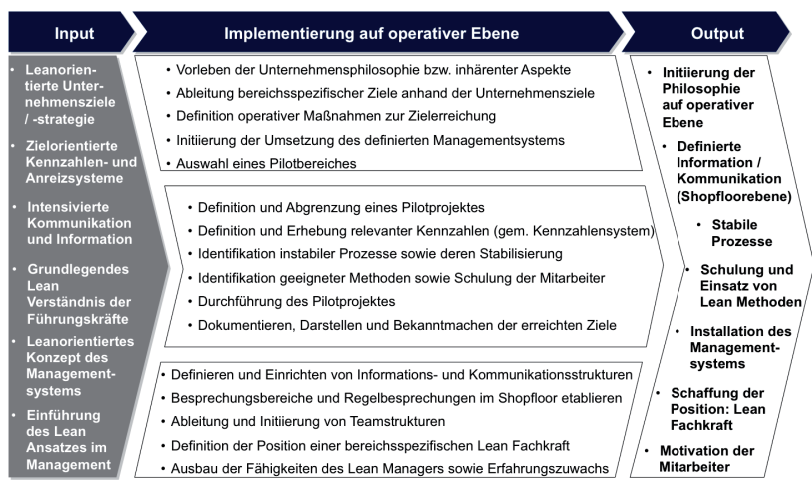 Input
Implementierung auf operativer Ebene
Output
• Leanorien-
tierte Unter-
nehmensziele
/ -strategie
• Zielorientierte
Kennzahlen- und
Anreizsysteme
• Intensivierte
Kommunikation
und Information
• Grundlegendes
Lean
Verständnis der
Führungskräfte
• Leanorientiertes
Konzept des
Management-
systems
• Einführung
des Lean
Ansatzes im
Management
• Vorleben der Unternehmensphilosophie bzw. inhärenter Aspekte
• Ableitung bereichsspezifischer Ziele anhand der Unternehmensziele
• Definition operativer Maßnahmen zur Zielerreichung
• Initiierung der Umsetzung des definierten Managementsystems
• Auswahl eines Pilotbereiches
• Definition und Abgrenzung eines Pilotprojektes
• Definition und Erhebung relevanter Kennzahlen (gem. Kennzahlensystem)
• Identifikation instabiler Prozesse sowie deren Stabilisierung
• Identifikation geeigneter Methoden sowie Schulung der Mitarbeiter
• Durchführung des Pilotprojektes
• Dokumentieren, Darstellen und Bekanntmachen der erreichten Ziele
• Definieren und Einrichten von Informations- und Kommunikationsstrukturen
• Besprechungsbereiche und Regelbesprechungen im Shopfloor etablieren
• Ableitung und Initiierung von Teamstrukturen
• Definition der Position einer bereichsspezifischen Lean Fachkraft
• Ausbau der Fähigkeiten des Lean Managers sowie Erfahrungszuwachs
• Initiierung der
Philosophie
auf operativer
Ebene
• Definierte
Information /
Kommunikation
(Shopfloorebene)
• Stabile
Prozesse
• Schulung und
Einsatz von
Lean Methoden
• Installation des
Management-
systems
• Schaffung der
Position: Lean
Fachkraft
• Motivation der
Mitarbeiter